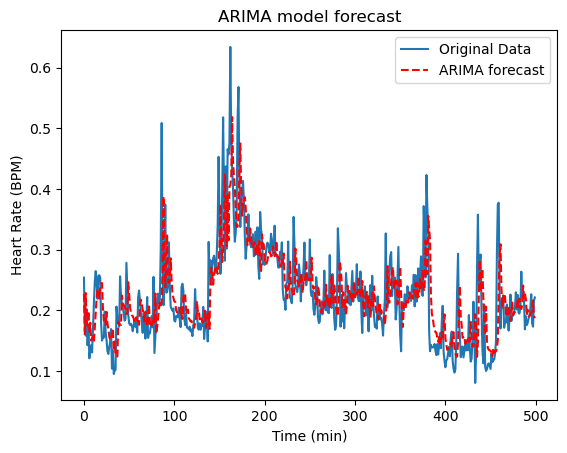 ARIMA model forecast
Original Data
ARIMA forecast
Heart Rate (BPM)
0.6
0.5
0.4
0.3
0.2
0.1
0 100 200 300 400 500
Time (min)